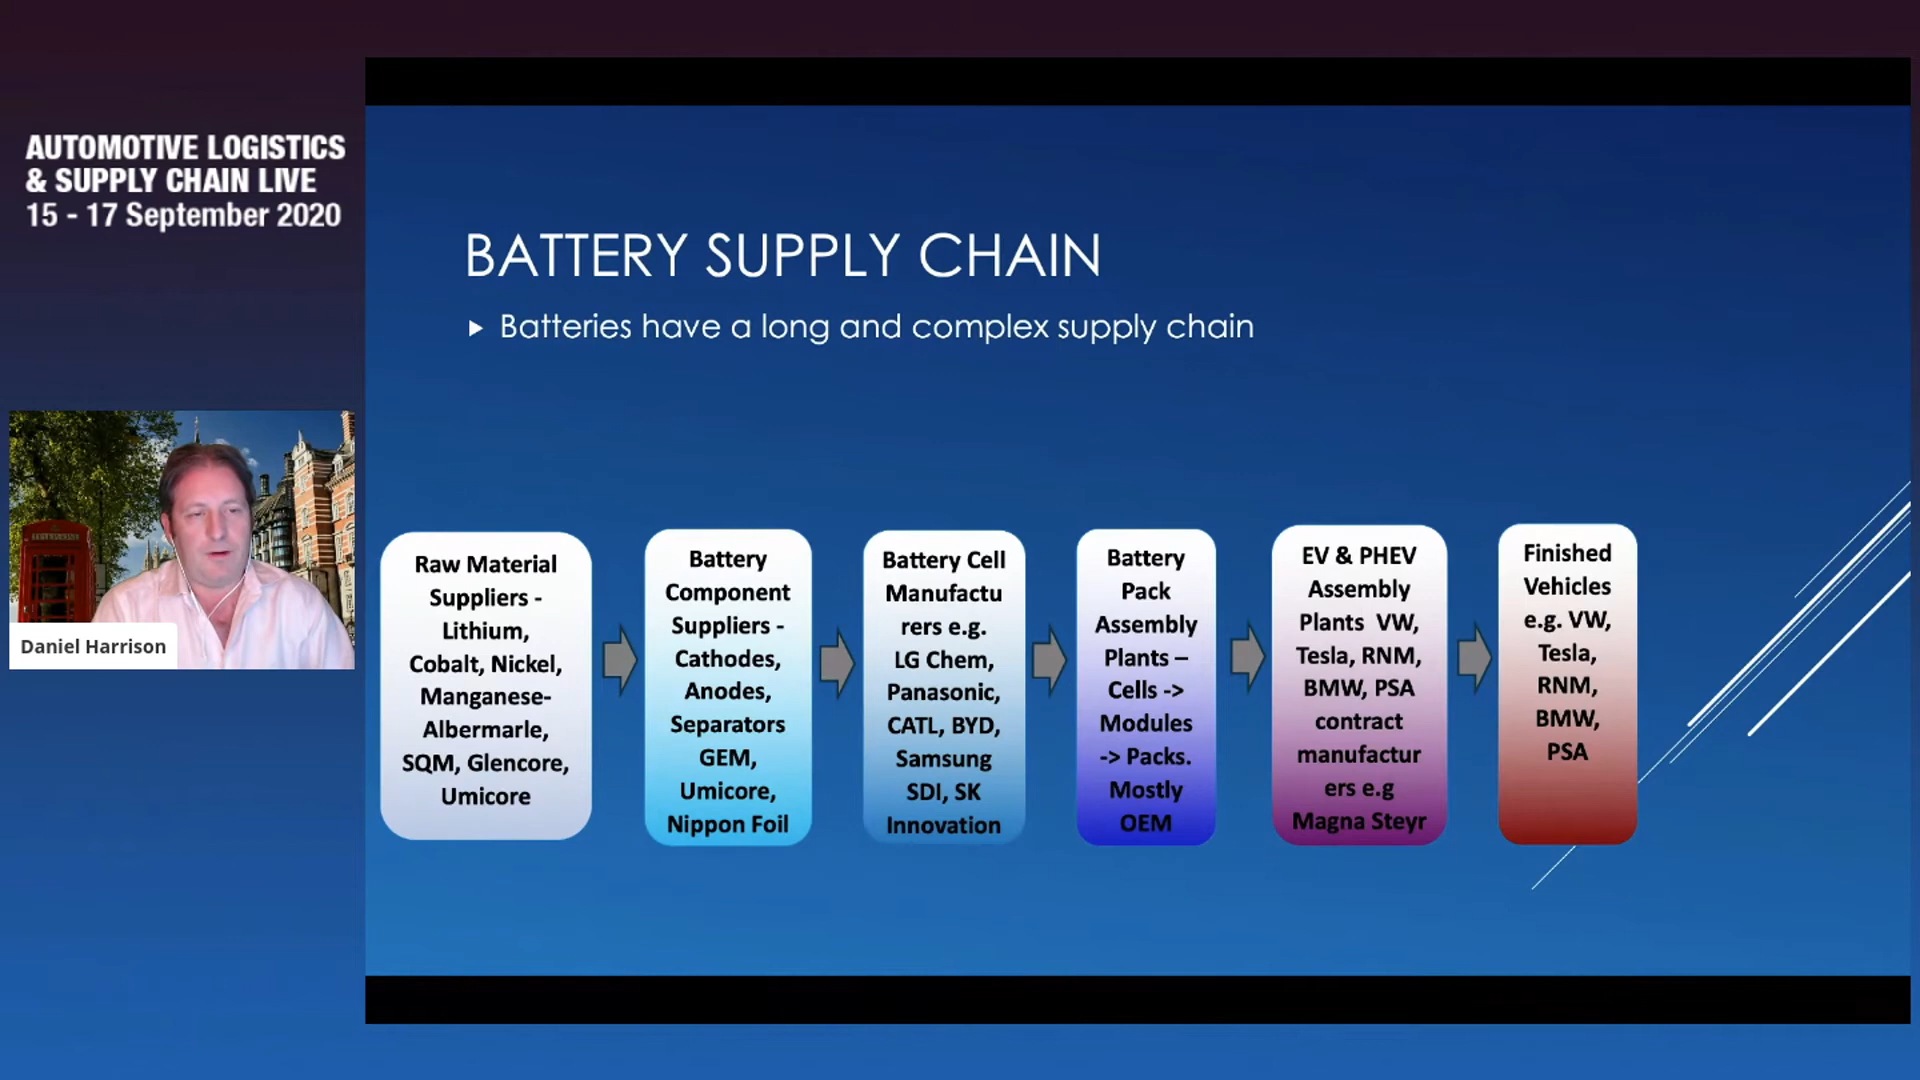 AUTOMOTIVE LOGISTICS
& SUPPLY CHAIN LIVE
15 - 17 September 2020
Daniel Harrison
BATTERY SUPPLY CHAIN
Batteries have a long and complex supply chain
Raw Material
Suppliers -
Lithium,
Cobalt, Nickel,
Manganese-
Albermarle,
SQM, Glencore,
Umicore
Battery
Component
Suppliers -
Cathodes,
Anodes,
Separators
GEM,
Umicore,
Nippon Foil
Battery Cell
Manufactu
rers e.g.
LG Chem,
Panasonic,
CATL, BYD,
Samsung
SDI, SK
Innovation
Battery
Pack
Assembly
Plants –
Cells ->
Modules
-> Packs.
Mostly
OEM
EV & PHEV
Assembly
Plants VW,
Tesla, RNM,
BMW, PSA
contract
manufactur
ers e.g
Magna Steyr
Finished
Vehicles
e.g. VW,
Tesla,
RNM,
BMW,
PSA